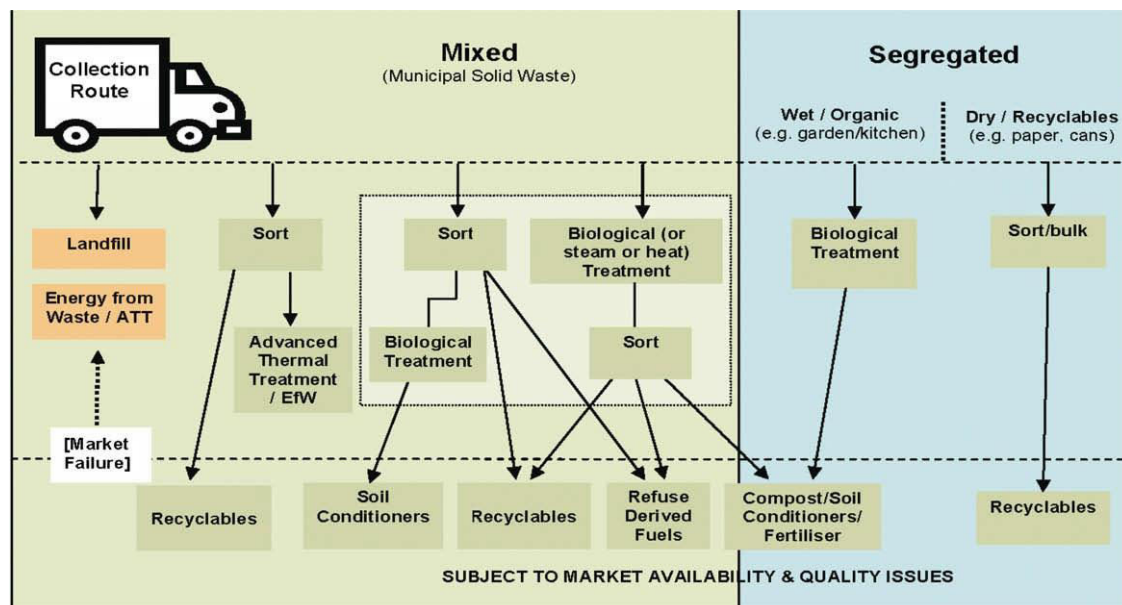 Collection
Route
Mixed
(Municipal Solid Waste)
Segregated
Wet / Organic
(e.g. garden/kitchen)
Dry / Recyclables
(e.g. paper, cans)
Landfill
Energy from
Waste / ATT
[Market
Failure]
Sort
Advanced
Thermal
Treatment
/ EfW
Sort
Biological
Treatment
Biological (or
steam or heat)
Treatment
Sort
Biological
Treatment
Sort/bulk
Recyclables
Soil
Conditioners
Recyclables
Refuse
Derived
Fuels
Compost/Soil
Conditioners/
Fertiliser
Recyclables
SUBJECT TO MARKET AVAILABILITY & QUALITY ISSUES